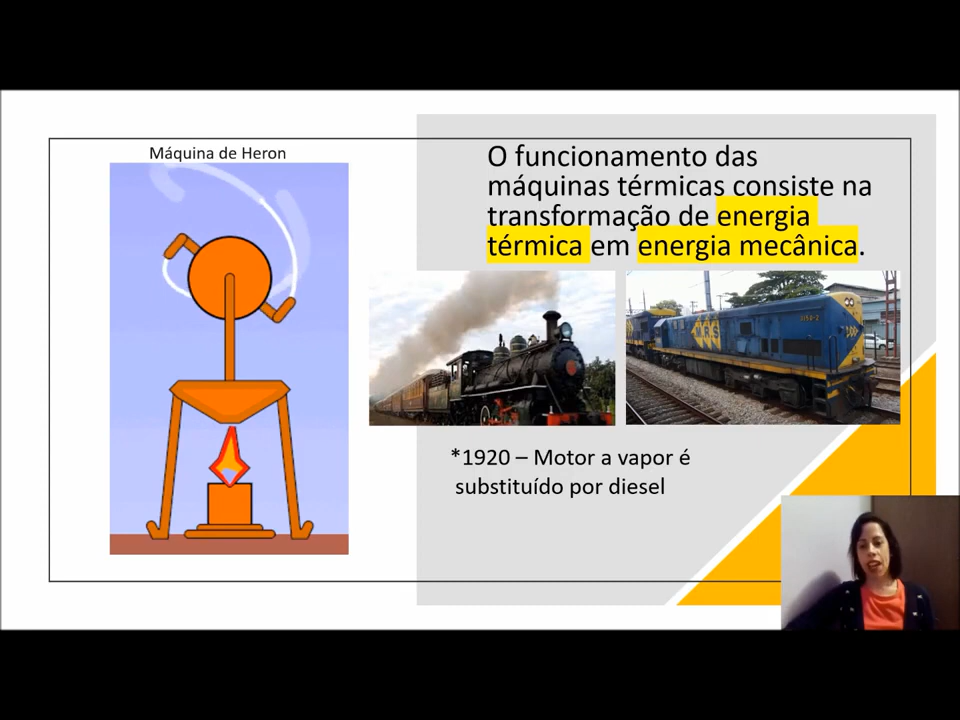 Máquina de Heron
O funcionamento das
máquinas térmicas consiste na
transformação de energia
térmica em energia mecânica.
MRS
*1920 – Motor a vapor é
substituído por diesel